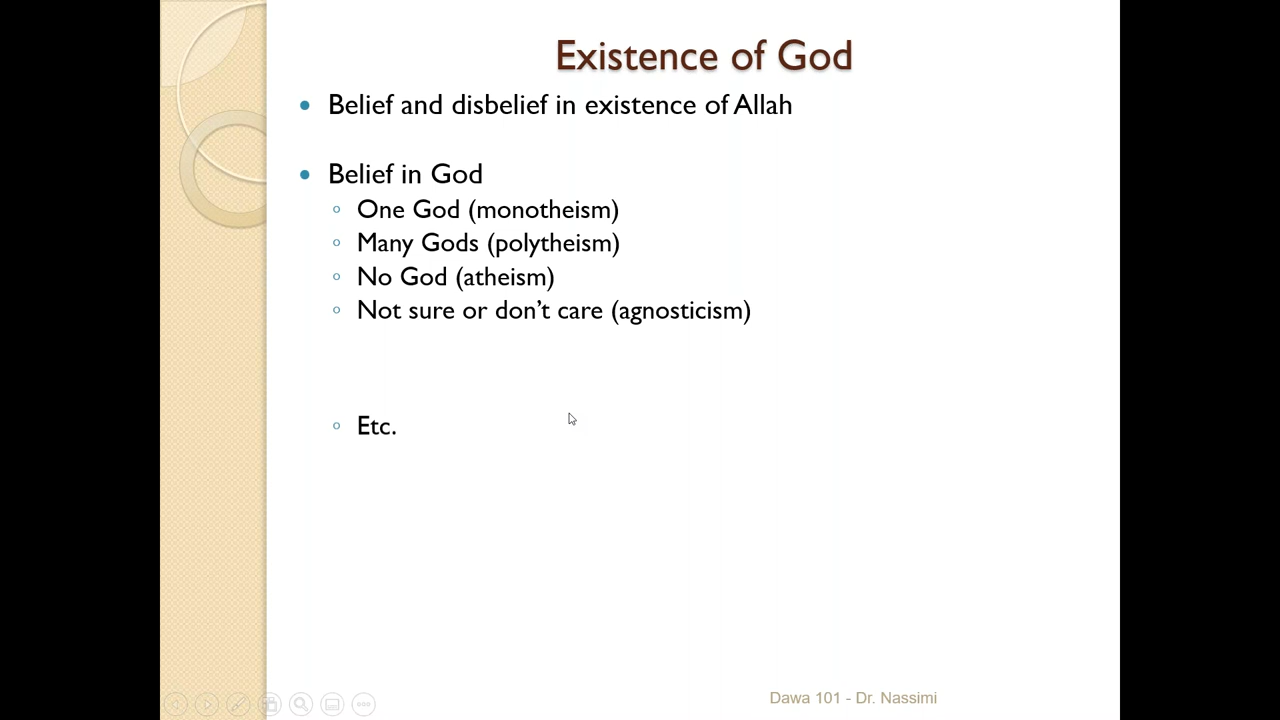 Existence of God
Belief and disbelief in existence of Allah
Belief in God
One God (monotheism)
Many Gods (polytheism)
No God (atheism)
Not sure or don’t care (agnosticism)
Etc.
Dawa 101 - Dr. Nassimi